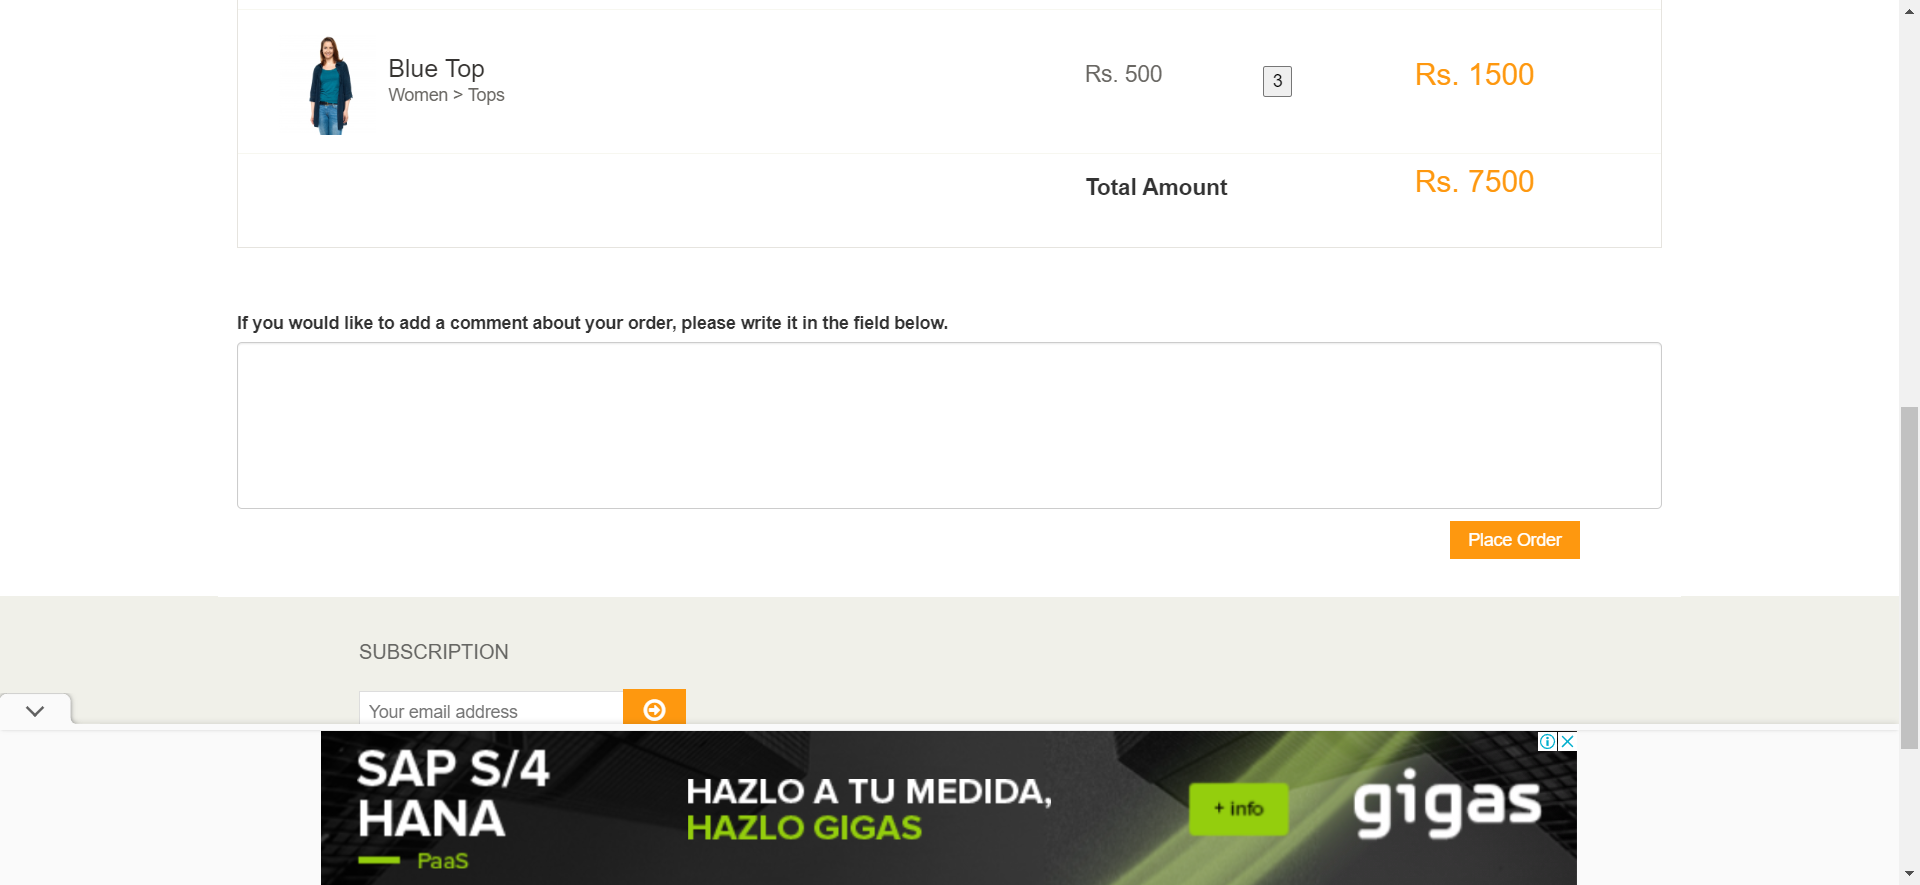 Blue Top
Women > Tops
Rs. 500
3
Rs. 1500
Total Amount
Rs. 7500
If you would like to add a comment about your order, please write it in the field below.
Place Order
SUBSCRIPTION
Your email address
SAP S/4
HANA
PaaS
HAZLO A TU MEDIDA,
HAZLO GIGAS
+ info
gigas